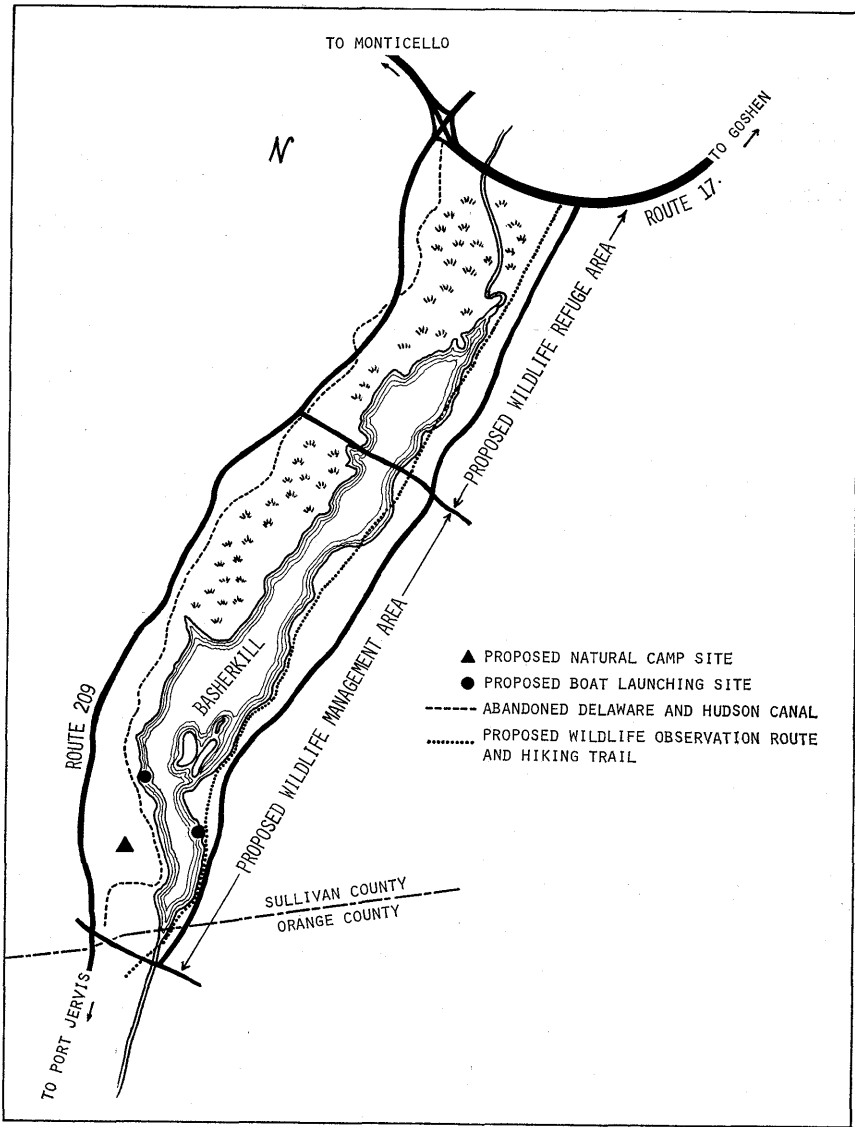 TO MONTICELLO
N
TO GOSHEN
ROUTE 17.
PROPOSED WILDLIFE REFUGE AREA
PROPOSED WILDLIFE MANAGEMENT AREA
BASHERKILL
ROUTE 209
PROPOSED NATURAL CAMP SITE
PROPOSED BOAT LAUNCHING SITE
ABANDONED DELAWARE AND HUDSON CANAL
PROPOSED WILDLIFE OBSERVATION ROUTE
AND HIKING TRAIL
SULLIVAN COUNTY
ORANGE COUNTY
TO PORT JERVIS